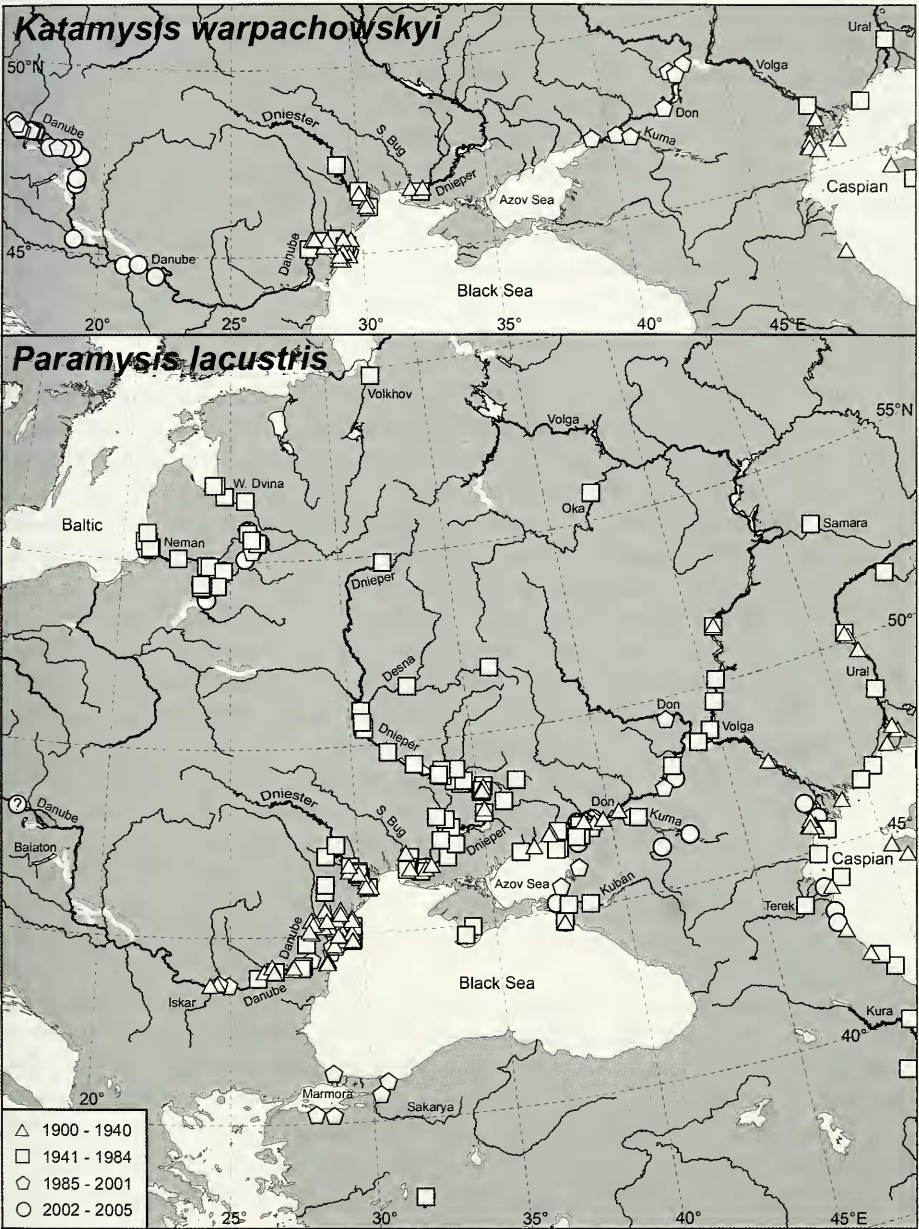 Katamysis warpachowskyi
Ural
50°N
Volga
Danube
Don
Dniester
S. Bug
Kuma
Dnieper
Azov Sea
Caspian
45°
Danube
Danube
Black Sea
20°
25°
30°
35°
40°
45°E
Paramysis lacustris
Volkhov
55°N
Volga
W. Dvina
Oka
Baltic
Samara
Neman
Dnieper
50°
Desna
Ural
Don
Volga
Dnieper
?
Danube
Dniester
S. Bug
Don
Kuma
45°
Balaton
Dnieper
Caspian
Azov Sea
Kuban
Terek
Danube
Black Sea
Iskar
Danube
Kura
40°
20°
Marmora
Sakarya
1900 - 1940
1941 - 1984
1985 - 2001
2002 - 2005
25°
30°
35°
40°
45°E